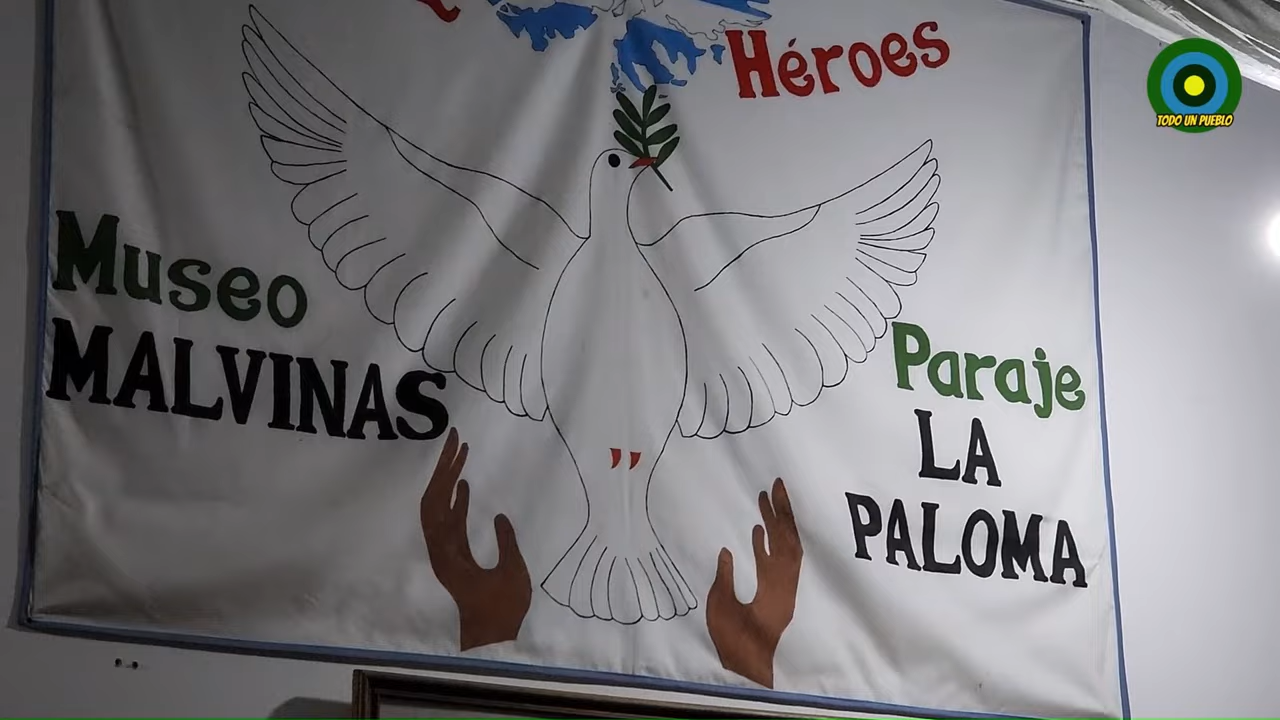 Héroes
TODO UN PUEBLO
Museo
MALVINAS
Paraje
LA
PALOMA